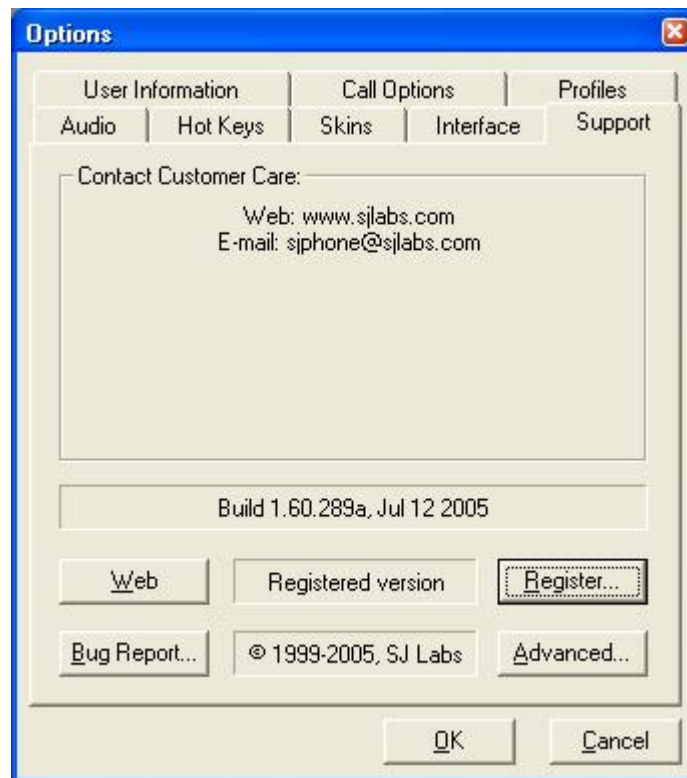 Options
User Information
Call Options
Profiles
Audio
Hot Keys
Skins
Interface
Support
Contact Customer Care:
Web: www.sjlabs.com
E-mail: sjphone@sjlabs.com
Build 1.60.289a, Jul 12 2005
Web
Registered version
Register...
Bug Report...
© 1999-2005, SJ Labs
Advanced...
OK
Cancel